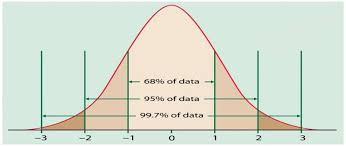 68% of data
95% of data
99.7% of data
−3 −2 −1 0 1 2 3